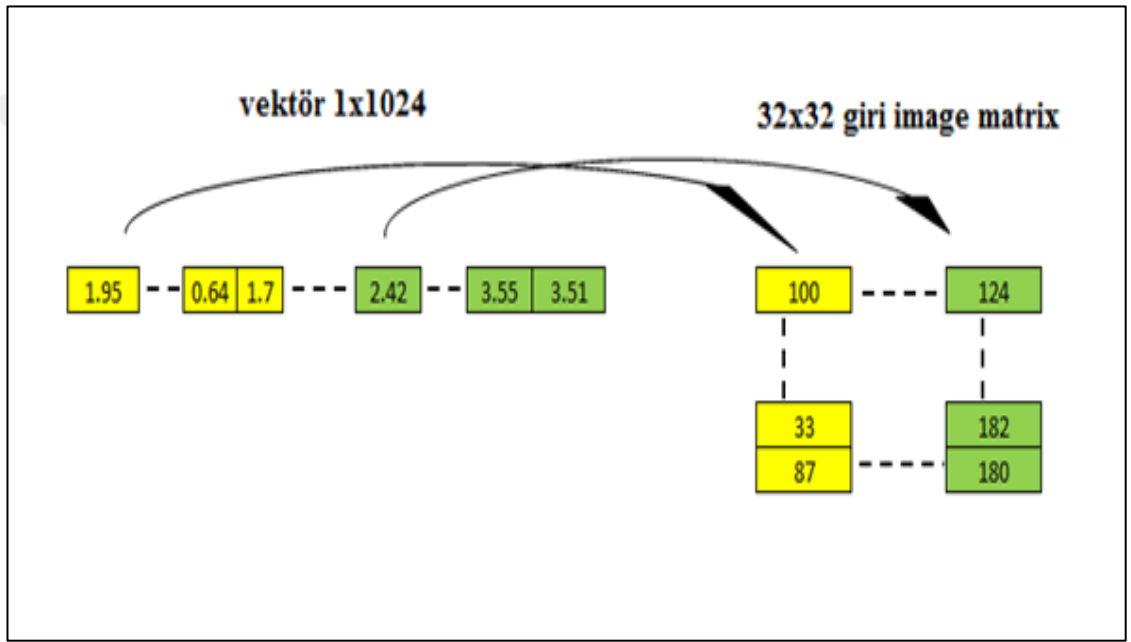 vektör 1x1024
32x32 giri image matrix
1.95 0.64 1.7 2.42 3.55 3.51
100 124
33 182
87 180